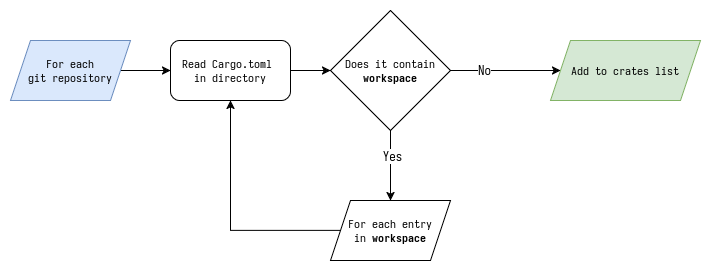 For each
git repository
Read Cargo.toml
in directory
Does it contain
workspace
No
Add to crates list
Yes
For each entry
in workspace